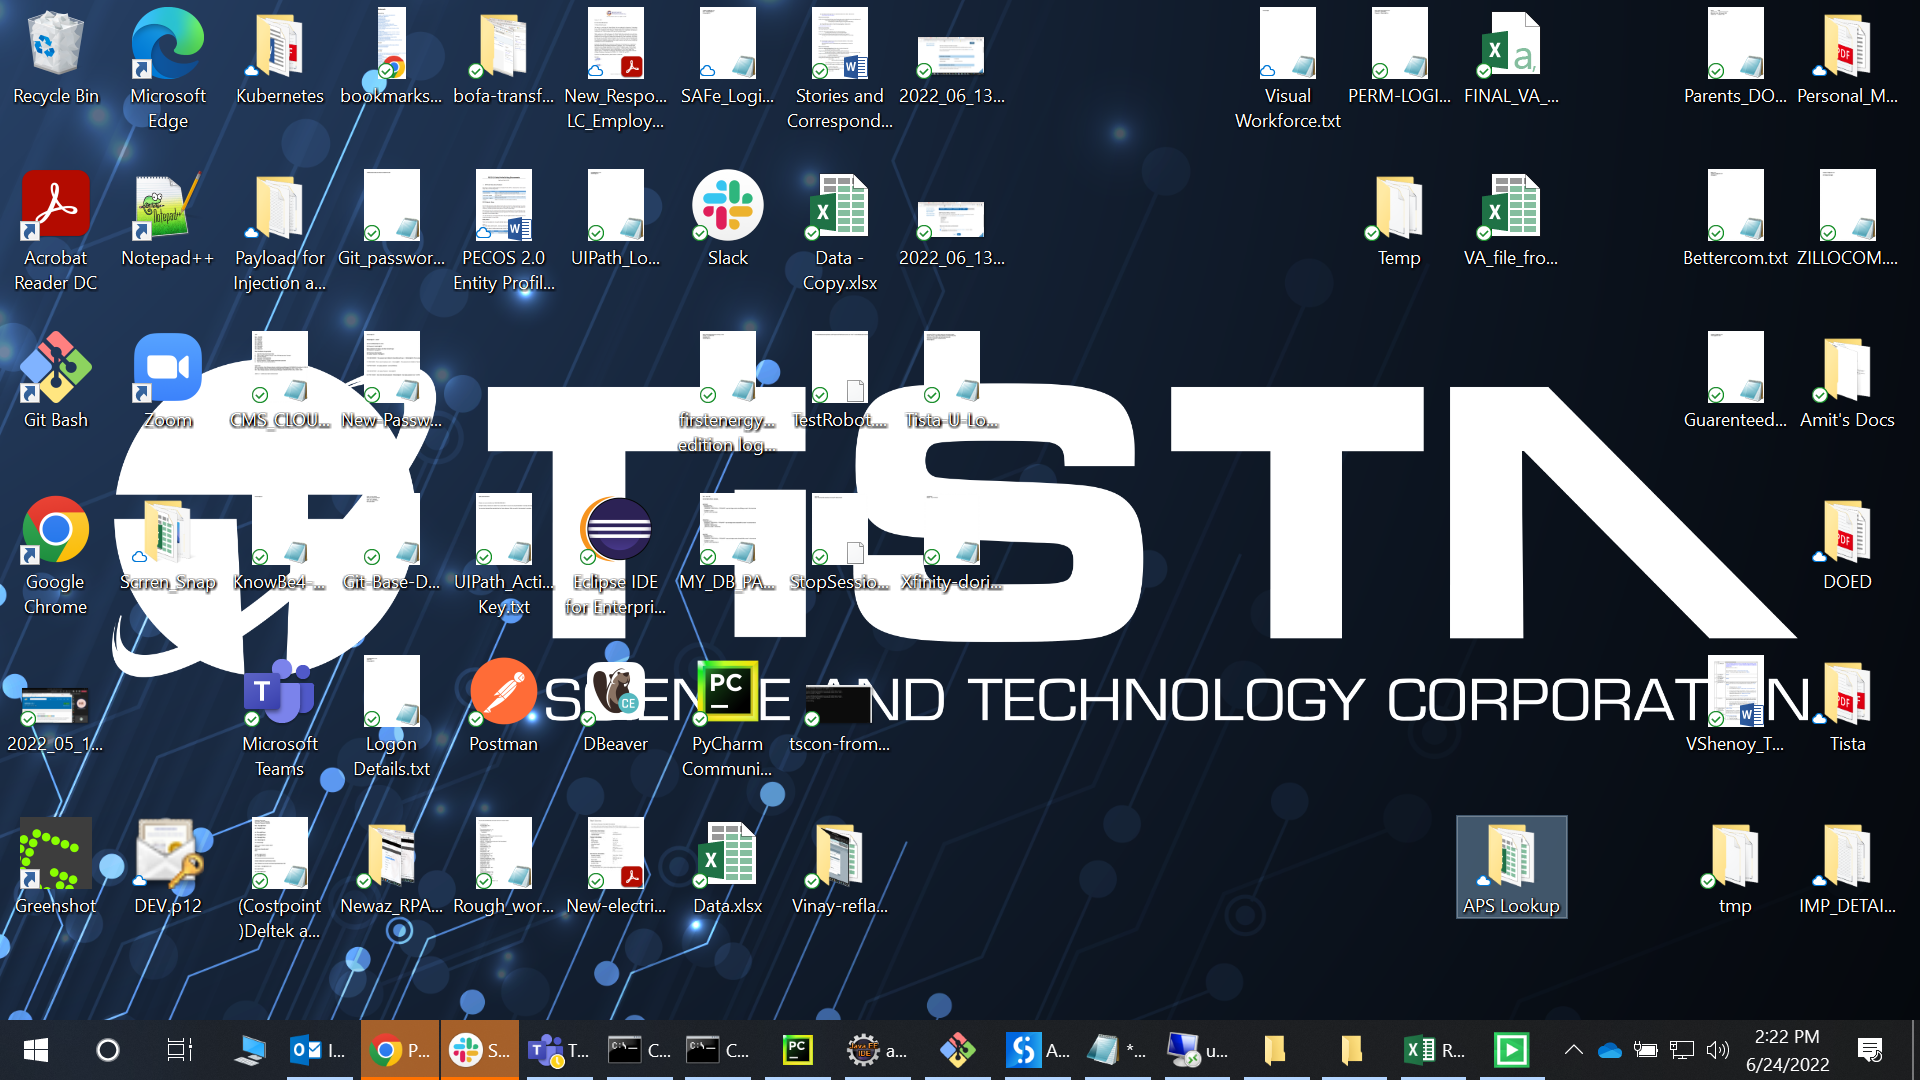 Recycle Bin
Microsoft
Edge
Kubernetes
bookmarks...
bofa-transf...
New_Respo...
LC_Employ...
SAFe_Logi...
Stories and
Correspond...
2022_06_13...
Visual
Workforce.txt
PERM-LOGI...
FINAL_VA_...
Parents_DO...
Personal_M...
Acrobat
Reader DC
Notepad++
Payload for
Injection a...
Git_passwor...
PECOS 2.0
Entity Profil...
UIPath_Lo...
Slack
Data -
Copy.xlsx
2022_06_13...
Temp
VA_file_fro...
Bettercom.txt
ZILLOCOM....
Git Bash
Zoom
CMS_CLOU...
New-Passw...
firstenergy...
edition log...
TestRobot....
Tista-U-Lo...
Guarenteed...
Amit's Docs
TiSTA
SCIENCE AND TECHNOLOGY CORPORATION
Google
Chrome
Scrren_Snap
KnowBe4-...
Git-Base-D...
UIPath_Acti...
Key.txt
Eclipse IDE
for Enterpri...
MY_DB_PA...
StopSessio...
Xfinity-dori...
DOED
2022_05_1...
Microsoft
Teams
Logon
Details.txt
Postman
DBeaver
PyCharm
Communi...
tscon-from...
VShenoy_T...
Tista
Greenshot
DEV.p12
(Costpoint
)Deltek a...
Newaz_RPA...
Rough_wor...
New-electri...
Data.xlsx
Vinay-refla...
APS Lookup
tmp
IMP_DETAI...
I...
P...
S...
T...
C...
C...
a...
A...
*...
u...
R...
2:22 PM
6/24/2022